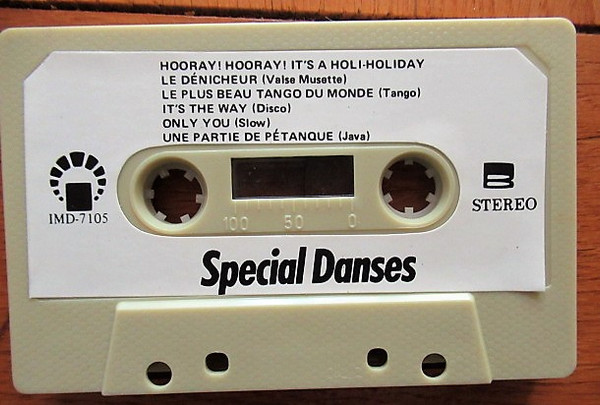 HOORAY! HOORAY! IT'S A HOLI-HOLIDAY
LE DÉNICHEUR (Valse Musette)
LE PLUS BEAU TANGO DU MONDE (Tango)
IT'S THE WAY (Disco)
ONLY YOU (Slow)
UNE PARTIE DE PÉTANQUE (Java)
IMD-7105
B
STEREO
100 50 0
Special Danses